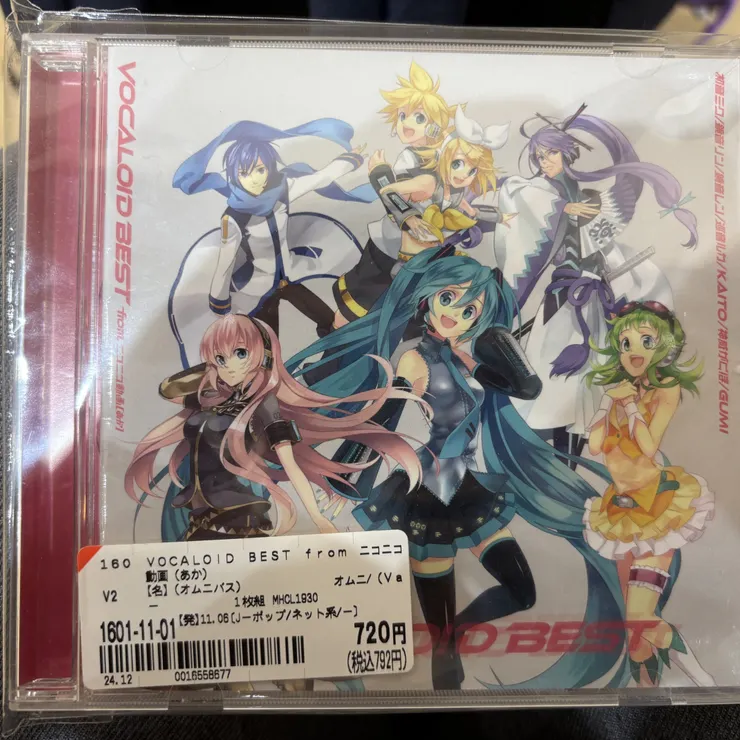 VOCALOID BEST from ニコニコ動画(あか)
初音ミク/鏡音リン/鏡音レン/巡音ルカ/KAITO/神威がくぽ/GUMI
160 VOCALOID BEST from ニコニコ
動画(あか) オムニ/(Va
V2 【名】(オムニバス)
— 1枚組 MHCL1930
1601-11-01 【発】11.06[Jーポップ/ネット系/ー]
720円
(税込792円)
24.12 0016558677
OID BEST